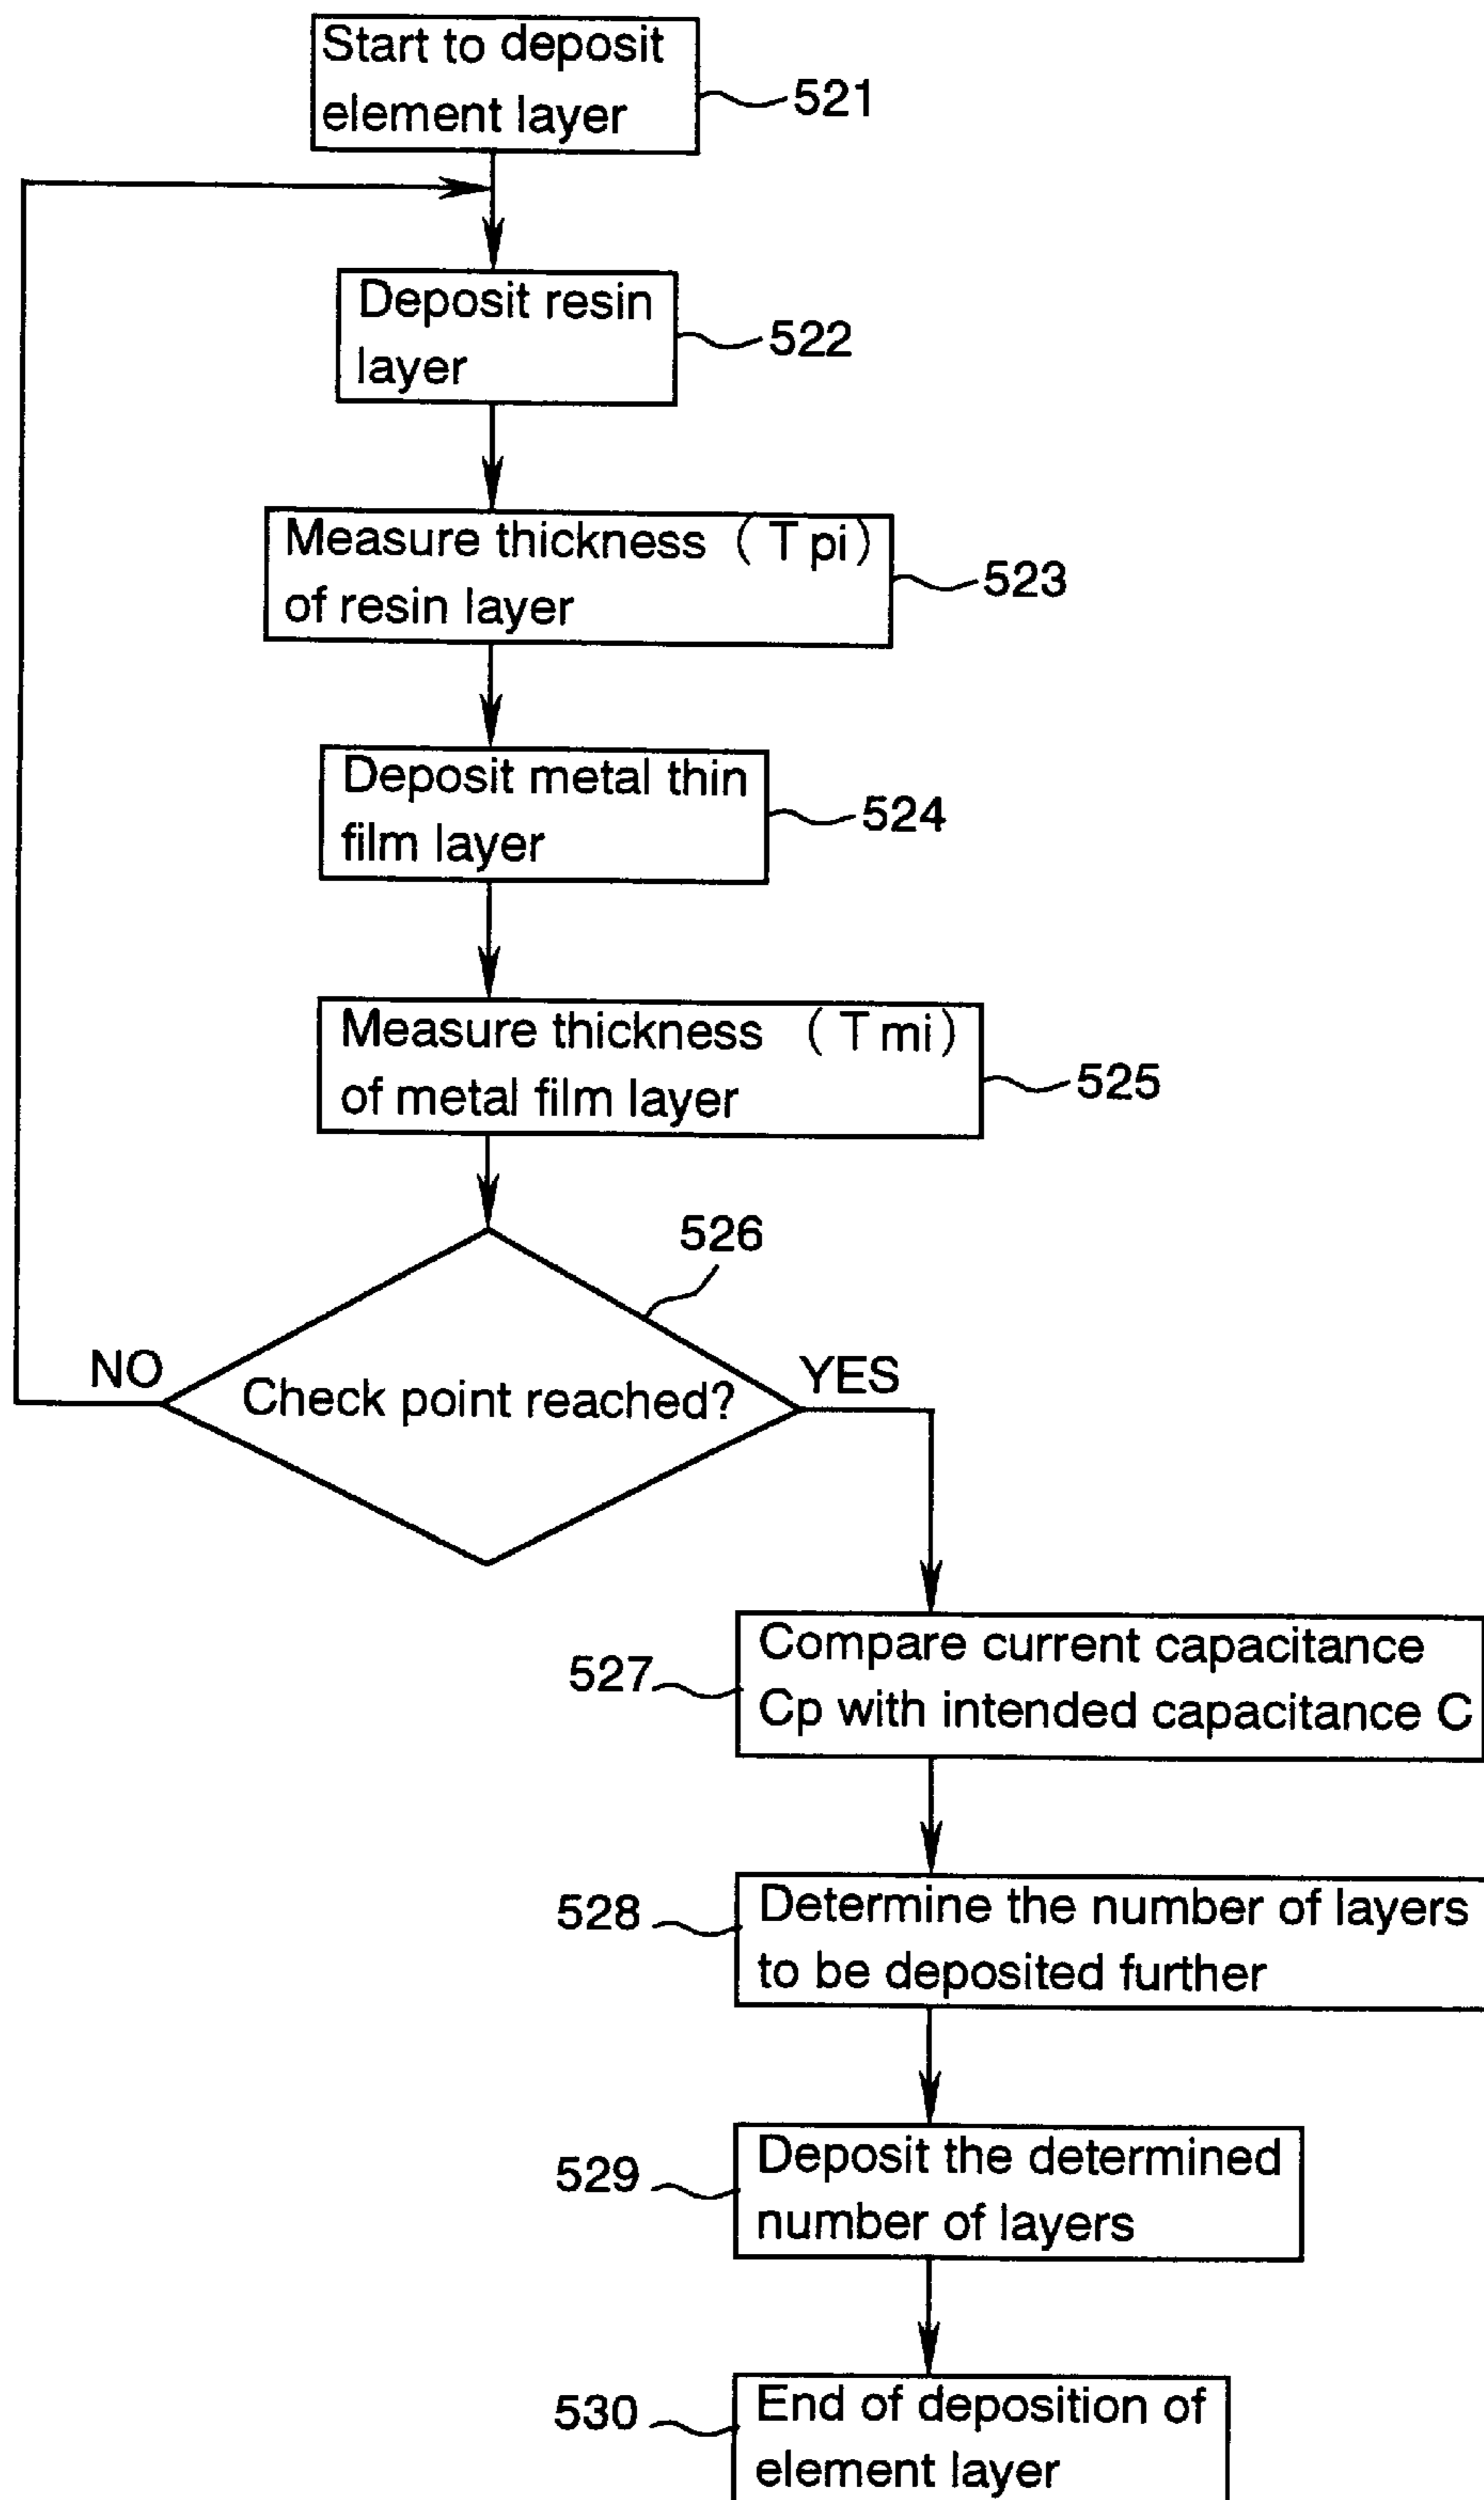 Start to deposit
element layer
521
Deposit resin
layer
522
Measure thickness (Tpi)
of resin layer
523
Deposit metal thin
film layer
524
Measure thickness (Tmi)
of metal film layer
525
526
NO
Check point reached?
YES
527
Compare current capacitance
Cp with intended capacitance C
528
Determine the number of layers
to be deposited further
529
Deposit the determined
number of layers
530
End of deposition of
element layer